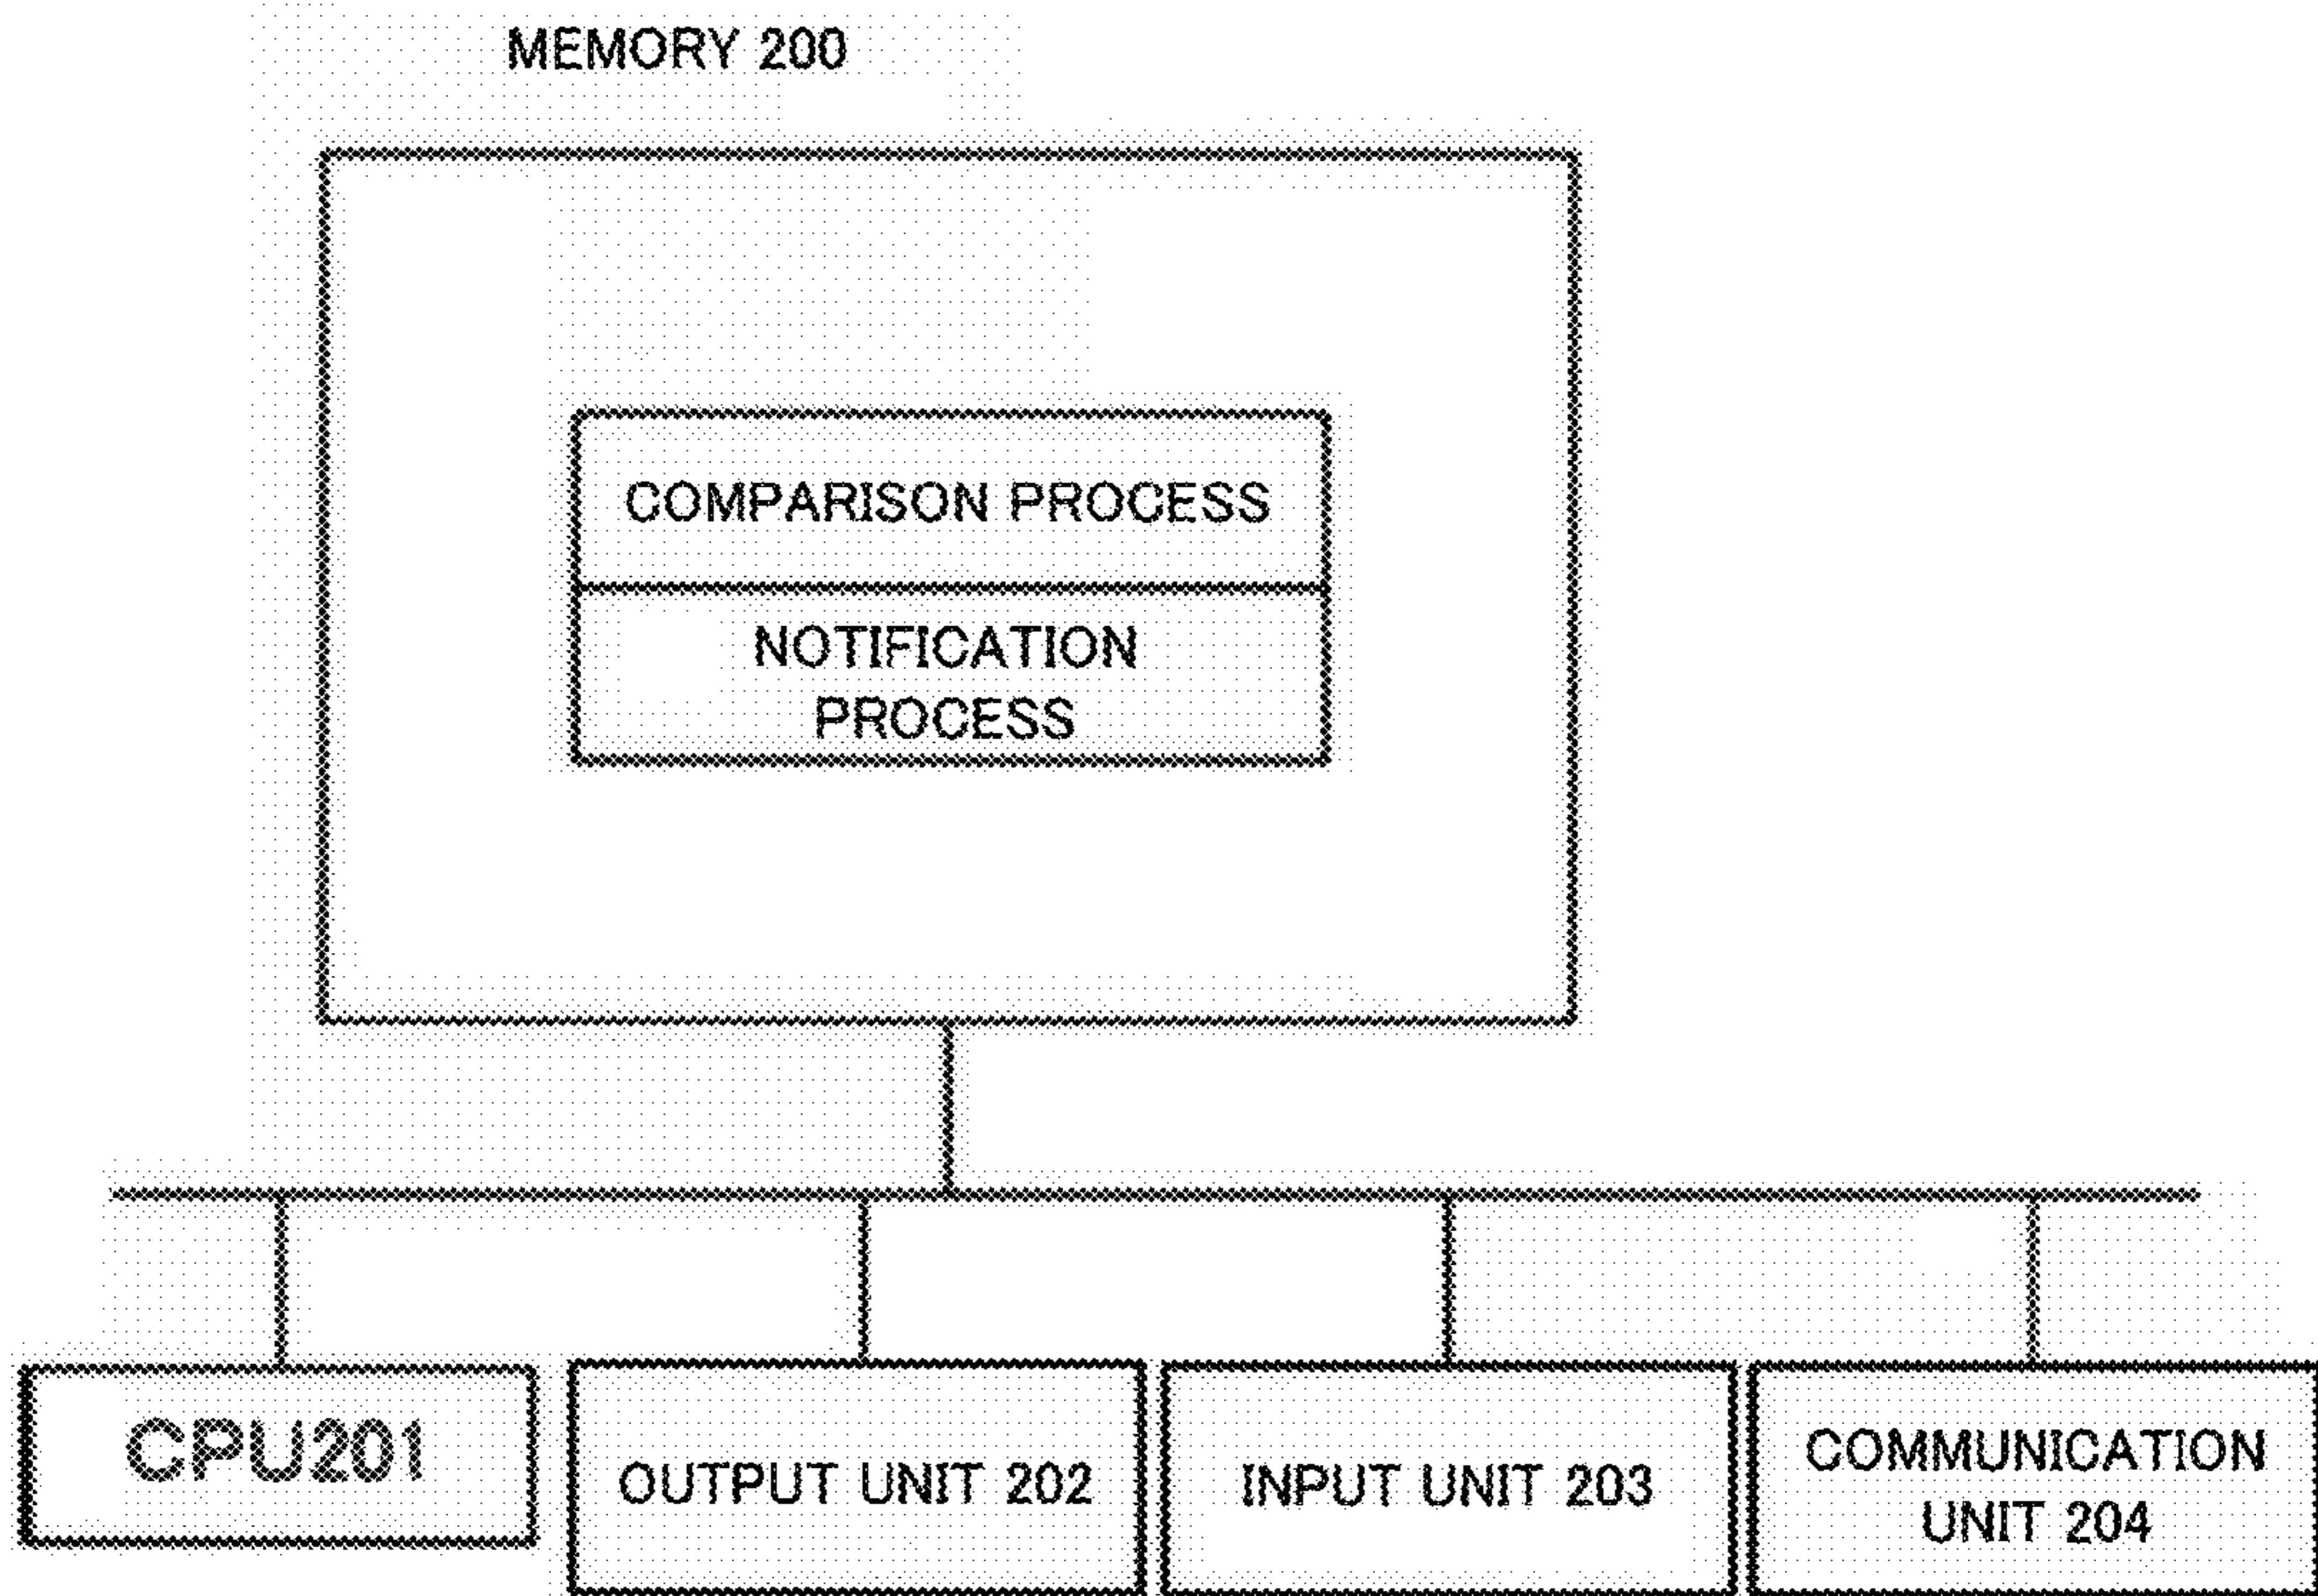 MEMORY 200
COMPARISON PROCESS
NOTIFICATION
PROCESS
CPU201
OUTPUT UNIT 202
INPUT UNIT 203
COMMUNICATION
UNIT 204